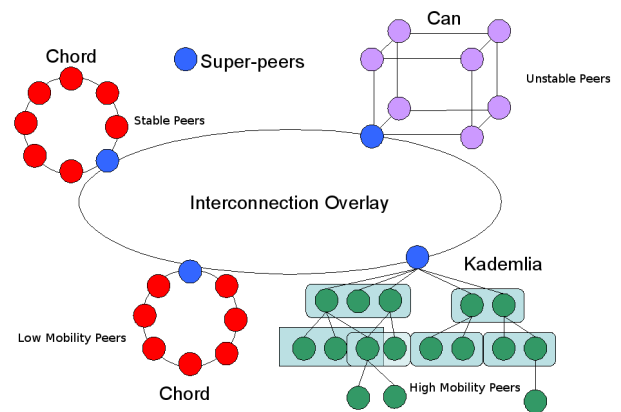 Can
Chord
Super-peers
Unstable Peers
Stable Peers
Interconnection Overlay
Kademlia
Low Mobility Peers
High Mobility Peers
Chord